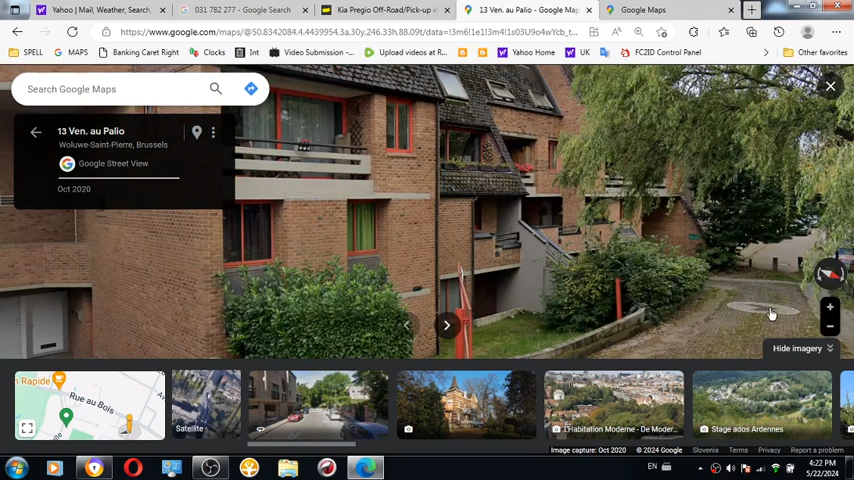 Yahoo | Mail, Weather, Search,
031 782 277 - Google Search
Kia Pregio Off-Road/Pick-up in
13 Ven. au Palio - Google Map
Google Maps
https://www.google.com/maps/@50.8342084,4.4439954,3a,30y,246.33h,88.09t/data=!3m6!1e1!3m4!1s03U9o4wYcb_t...
SPELL
MAPS
Banking Caret Right
Clocks
Int
Video Submission -...
Upload videos at R...
Yahoo Home
UK
FC2ID Control Panel
Other favorites
Search Google Maps
13 Ven. au Palio
Woluwe-Saint-Pierre, Brussels
Google Street View
Oct 2020
Hide imagery
n Rapide
Rue au Bois
Satellite
L'Habitation Moderne - De Moder...
Stage ados Ardennes
Image capture: Oct 2020 © 2024 Google Slovenia Terms Privacy Report a problem
EN
4:22 PM
5/22/2024